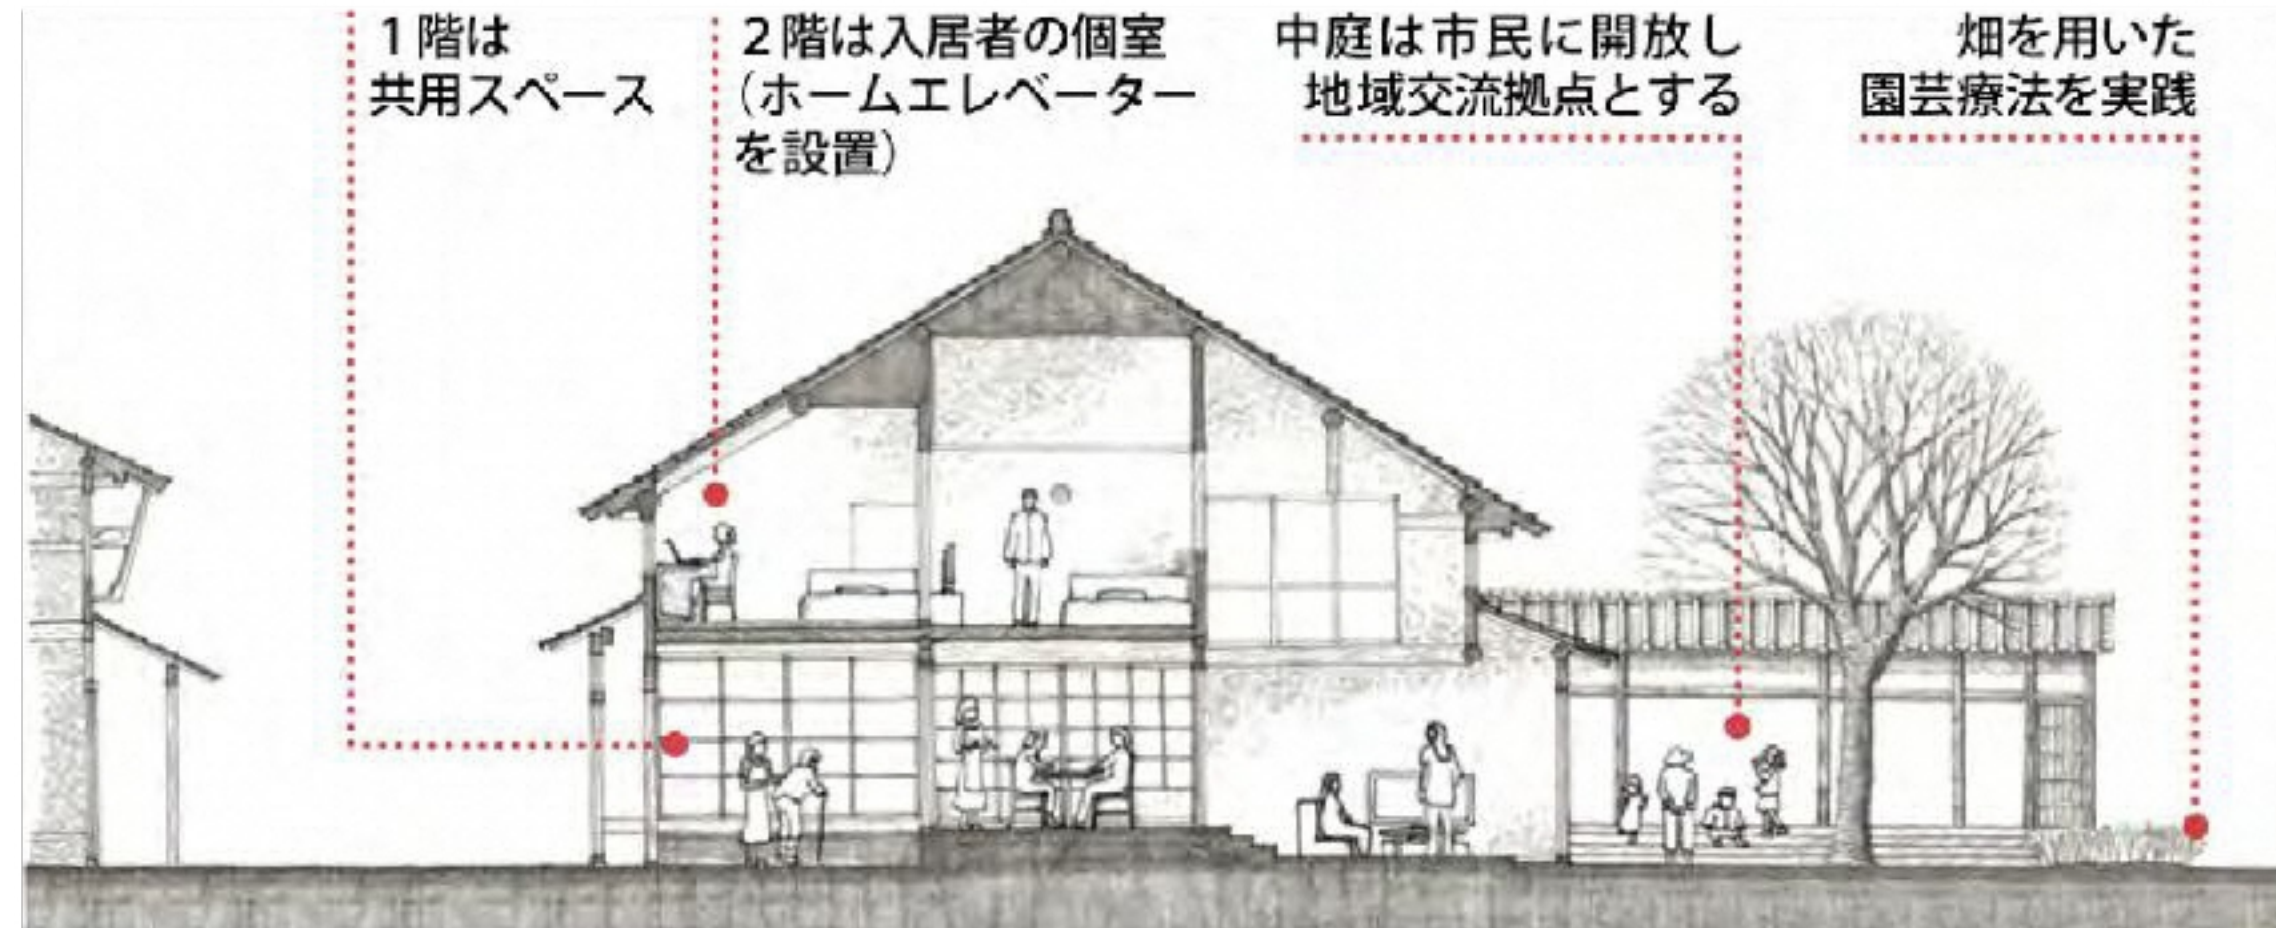 1階は
共用スペース
2階は入居者の個室
（ホームエレベーター
を設置）
中庭は市民に開放し
地域交流拠点とする
畑を用いた
園芸療法を実践